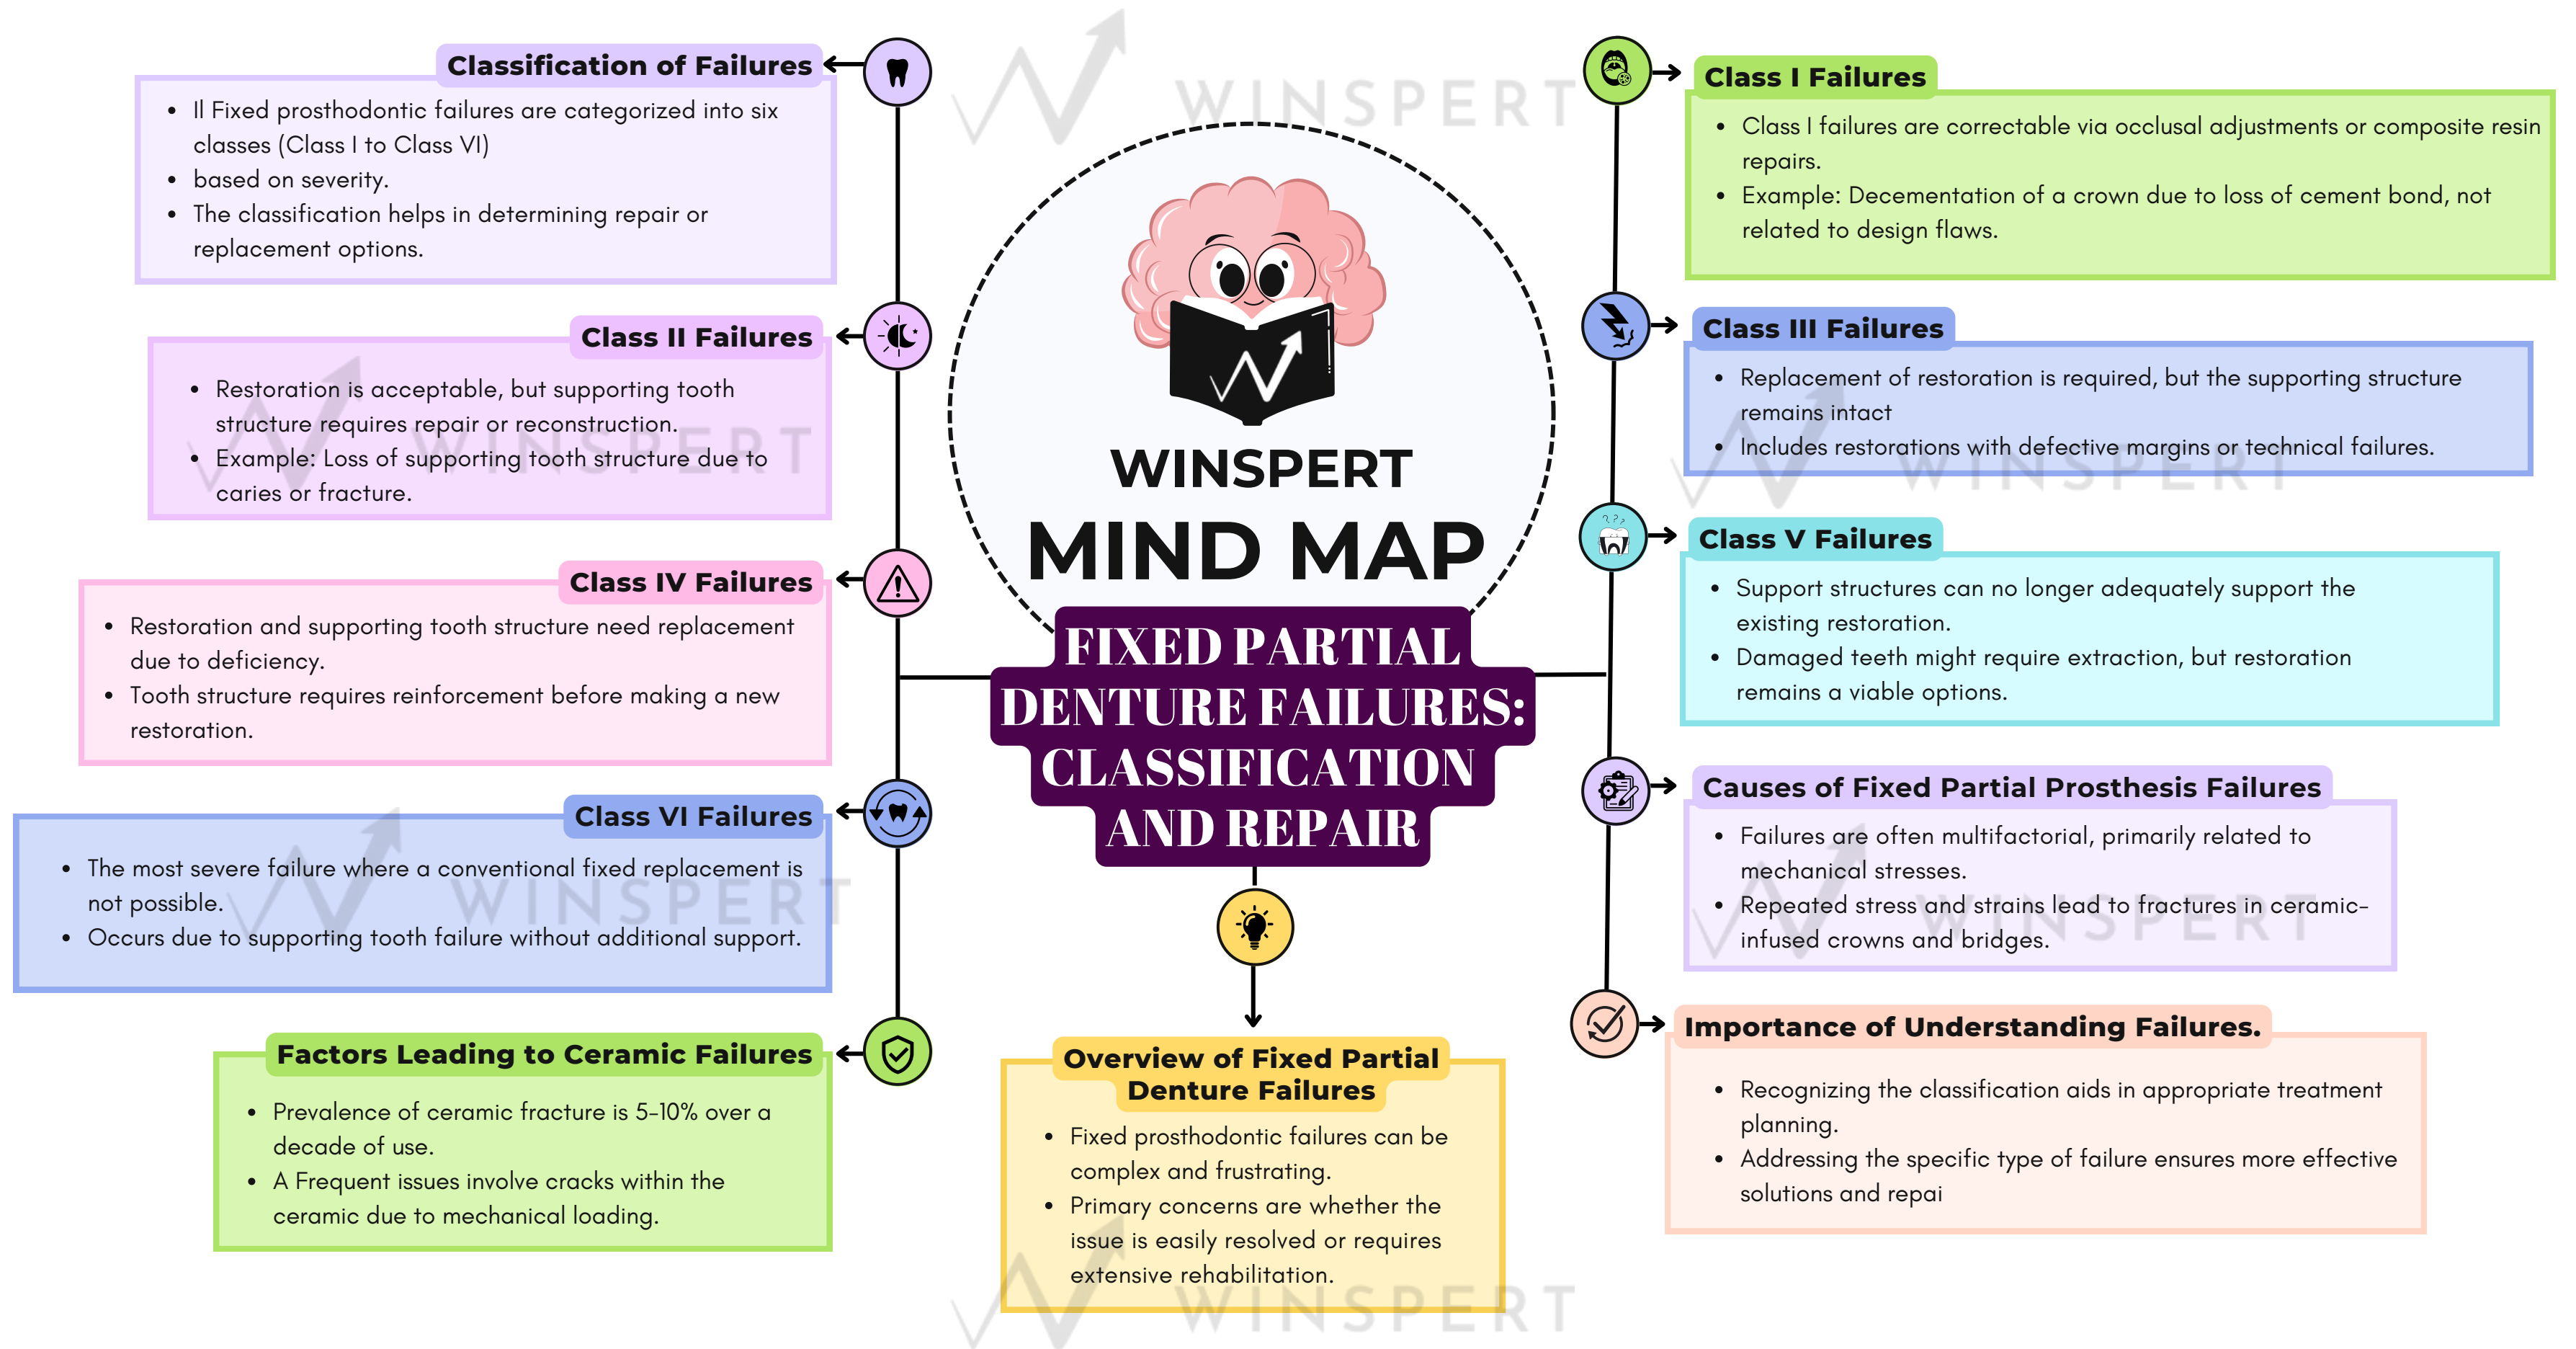 Classification of Failures
• Il Fixed prosthodontic failures are categorized into six
classes (Class I to Class VI)
• based on severity.
• The classification helps in determining repair or
replacement options.
Class II Failures
• Restoration is acceptable, but supporting tooth
structure requires repair or reconstruction.
• Example: Loss of supporting tooth structure due to
caries or fracture.
Class IV Failures
• Restoration and supporting tooth structure need replacement
due to deficiency.
• Tooth structure requires reinforcement before making a new
restoration.
Class VI Failures
• The most severe failure where a conventional fixed replacement is
not possible.
• Occurs due to supporting tooth failure without additional support.
Factors Leading to Ceramic Failures
• Prevalence of ceramic fracture is 5-10% over a
decade of use.
• A Frequent issues involve cracks within the
ceramic due to mechanical loading.
WINSPERT
WINSPERT
MIND MAP
FIXED PARTIAL
DENTURE FAILURES:
CLASSIFICATION
AND REPAIR
Overview of Fixed Partial
Denture Failures
• Fixed prosthodontic failures can be
complex and frustrating.
• Primary concerns are whether the
issue is easily resolved or requires
extensive rehabilitation.
WINSPERT
Class I Failures
• Class I failures are correctable via occlusal adjustments or composite resin
repairs.
• Example: Decementation of a crown due to loss of cement bond, not
related to design flaws.
Class III Failures
• Replacement of restoration is required, but the supporting structure
remains intact
• Includes restorations with defective margins or technical failures.
Class V Failures
• Support structures can no longer adequately support the
existing restoration.
• Damaged teeth might require extraction, but restoration
remains a viable options.
Causes of Fixed Partial Prosthesis Failures
• Failures are often multifactorial, primarily related to
mechanical stresses.
• Repeated stress and strains lead to fractures in ceramic-
infused crowns and bridges.
Importance of Understanding Failures.
• Recognizing the classification aids in appropriate treatment
planning.
• Addressing the specific type of failure ensures more effective
solutions and repai
WINSPERT
WINSPERT
WINSPERT
WINSPERT